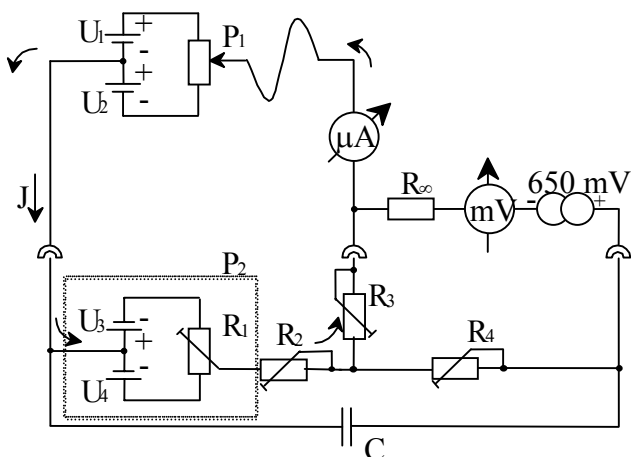 U1 + P1
- +
U2 -
μA
J
R∞ mV 650 mV
- +
P2
U3 - R1 R2 R3 R4
+
U4 -
C